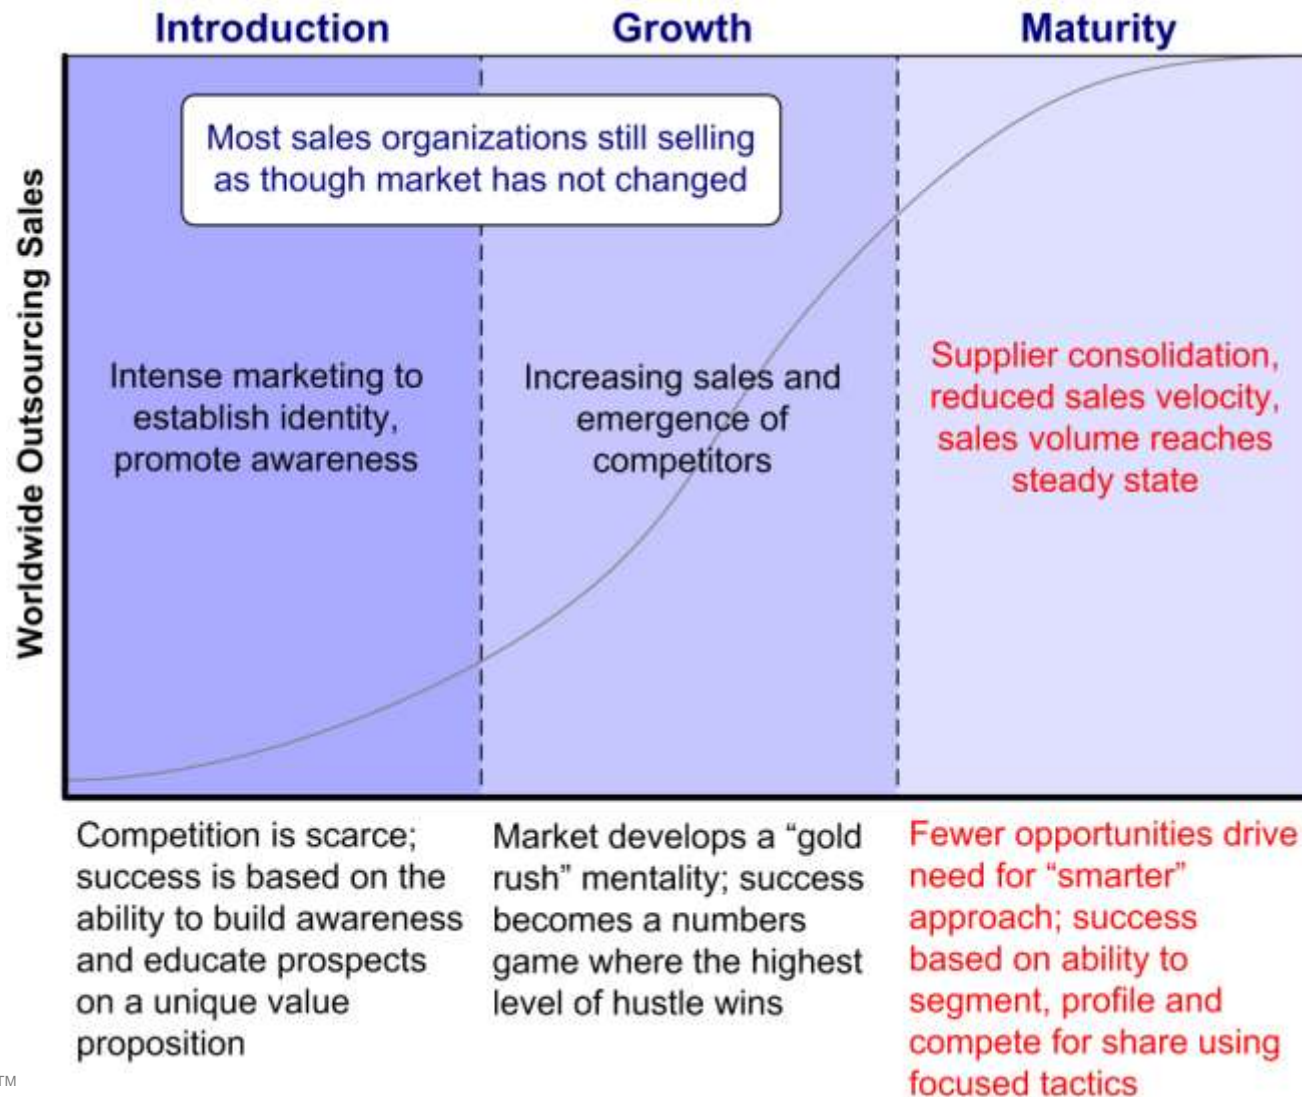 Introduction
Growth
Maturity
Most sales organizations still selling
as though market has not changed
Worldwide Outsourcing Sales
Intense marketing to
establish identity,
promote awareness
Increasing sales and
emergence of
competitors
Supplier consolidation,
reduced sales velocity,
sales volume reaches
steady state
Competition is scarce;
success is based on the
ability to build awareness
and educate prospects
on a unique value
proposition
Market develops a “gold
rush” mentality; success
becomes a numbers
game where the highest
level of hustle wins
Fewer opportunities drive
need for “smarter”
approach; success
based on ability to
segment, profile and
compete for share using
focused tactics
TM